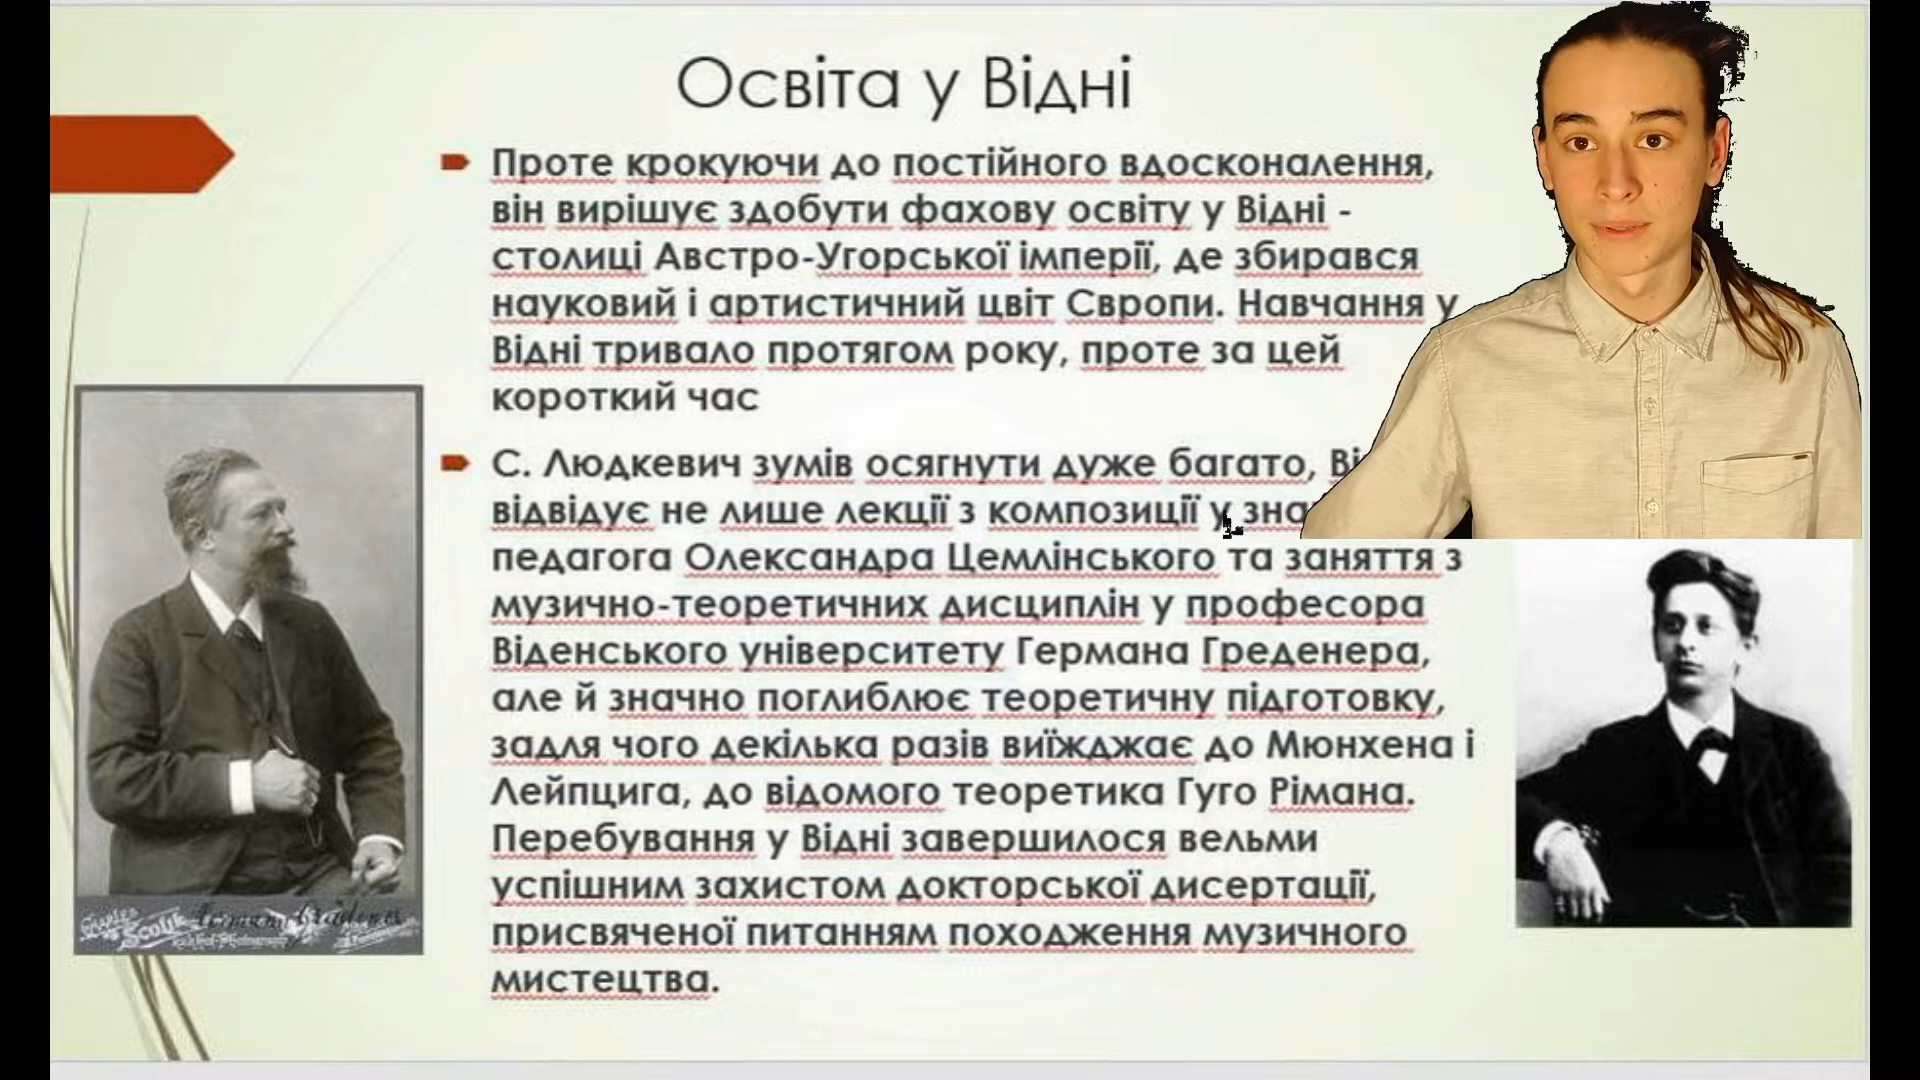 Освіта у Відні
Проте крокуючи до постійного вдосконалення,
він вирішує здобути фахову освіту у Відні -
столиці Австро-Угорської імперії, де збирався
науковий і артистичний цвіт Європи. Навчання у
Відні тривало протягом року, проте за цей
короткий час
С. Людкевич зумів осягнути дуже багато,
відвідує не лише лекції з композиції у
педагога Олександра Цемлінського та заняття з
музично-теоретичних дисциплін у професора
Віденського університету Германа Греденера,
але й значно поглиблює теоретичну підготовку,
задля чого декілька разів виїжджає до Мюнхена і
Лейпцига, до відомого теоретика Гуго Рімана.
Перебування у Відні завершилося вельми
успішним захистом докторської дисертації,
присвяченої питанням походження музичного
мистецтва.